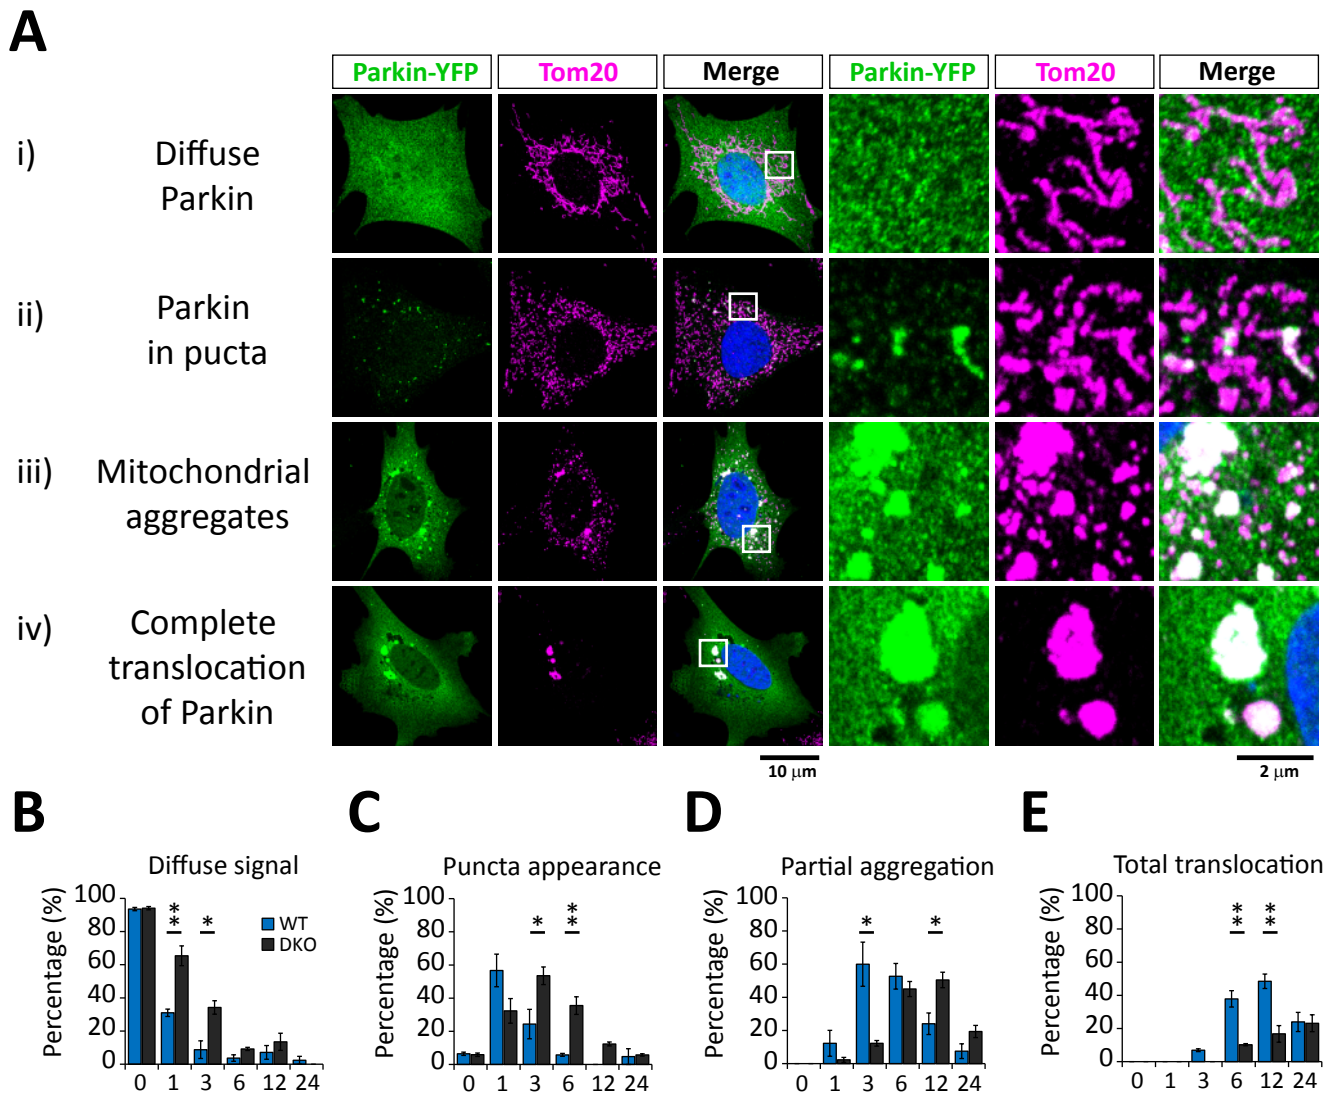 A
Parkin-YFP Tom20 Merge Parkin-YFP Tom20 Merge
i) Diffuse
Parkin
ii) Parkin
in pucta
iii) Mitochondrial
aggregates
iv) Complete
translocation
of Parkin
10 μm 2 μm
B C D E
Diffuse signal
Percentage (%)
100
80
60
40
20
0
** *
WT
DKO
0 1 3 6 12 24
Puncta appearance
Percentage (%)
100
80
60
40
20
0
* **
0 1 3 6 12 24
Partial aggregation
Percentage (%)
100
80
60
40
20
0
* *
0 1 3 6 12 24
Total translocation
Percentage (%)
100
80
60
40
20
0
** **
0 1 3 6 12 24